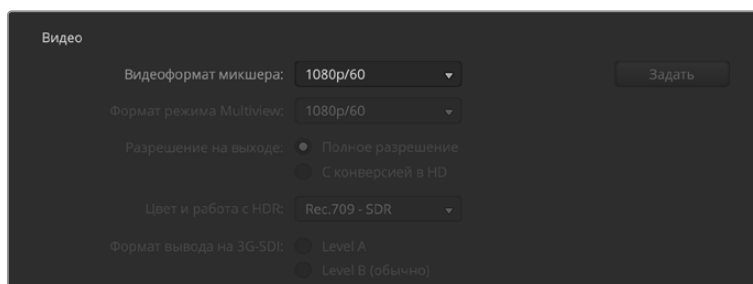 Видео
Видеоформат микшера: 1080p/60 Задать
Формат режима Multiview: 1080p/60
Разрешение на выходе: Полное разрешение
С конверсией в HD
Цвет и работа с HDR: Rec.709 - SDR
Формат вывода на 3G-SDI: Level A
Level B (обычно)